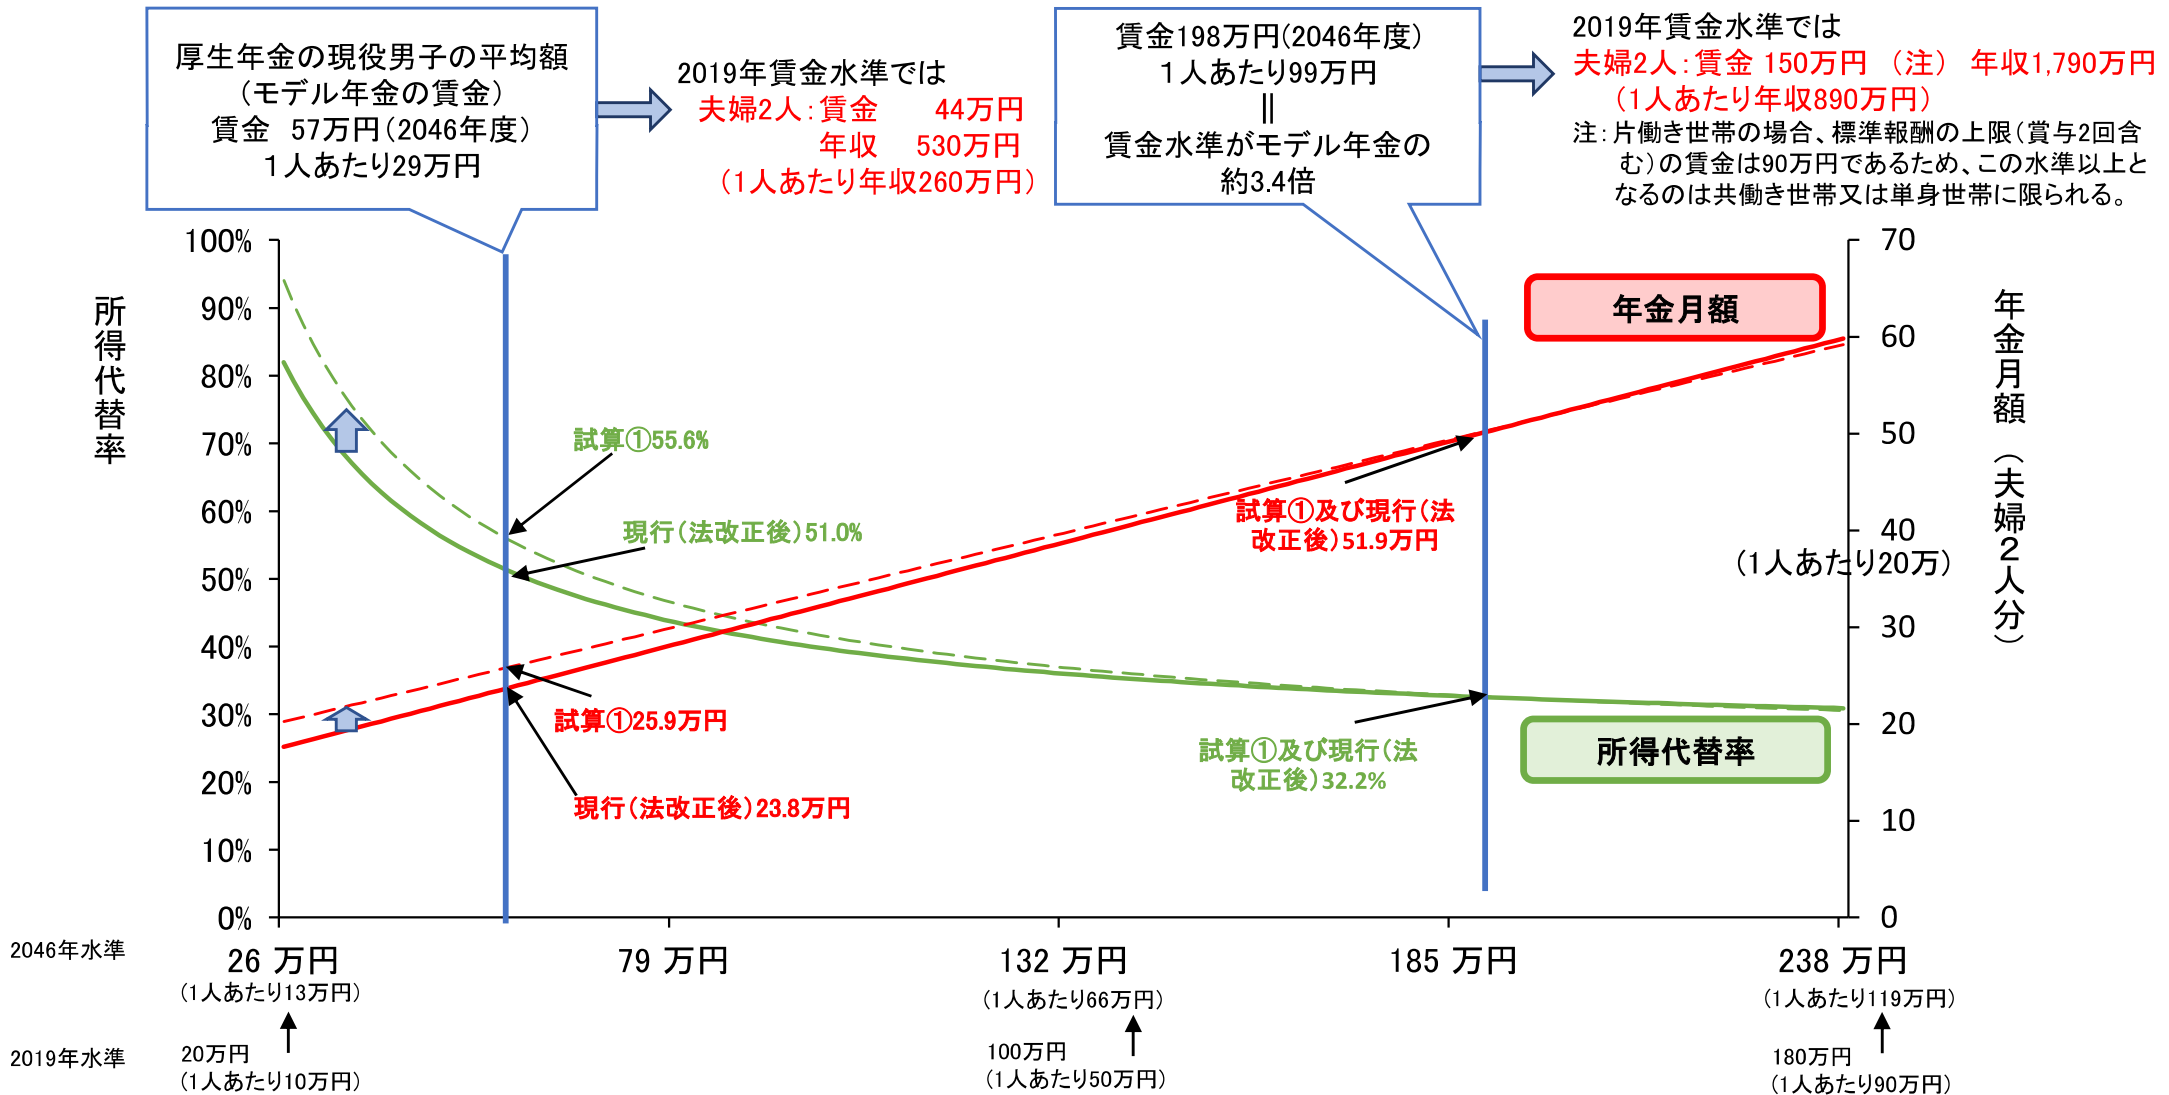 厚生年金の現役男子の平均額
（モデル年金の賃金）
賃金　57万円（2046年度）
１人あたり29万円
2019年賃金水準では
夫婦2人：賃金　　44万円
年収　530万円
（1人あたり年収260万円）
賃金198万円（2046年度）
１人あたり99万円
||
賃金水準がモデル年金の
約3.4倍
2019年賃金水準では
夫婦2人：賃金 150万円 （注） 年収1,790万円
（1人あたり年収890万円）
注：片働き世帯の場合、標準報酬の上限（賞与2回含
む）の賃金は90万円であるため、この水準以上と
なるのは共働き世帯又は単身世帯に限られる。
所得代替率
100%
90%
80%
70%
60%
50%
40%
30%
20%
10%
0%
年金月額（夫婦２人分）
70
60
50
40
30
20
10
0
年金月額
所得代替率
試算①55.6%
現行（法改正後）51.0%
試算①25.9万円
現行（法改正後）23.8万円
試算①及び現行（法
改正後）51.9万円
（1人あたり20万）
試算①及び現行（法
改正後）32.2%
2046年水準
26 万円
（1人あたり13万円）
79 万円
132 万円
（1人あたり66万円）
185 万円
238 万円
（1人あたり119万円）
2019年水準
20万円
（1人あたり10万円）
100万円
（1人あたり50万円）
180万円
（1人あたり90万円）